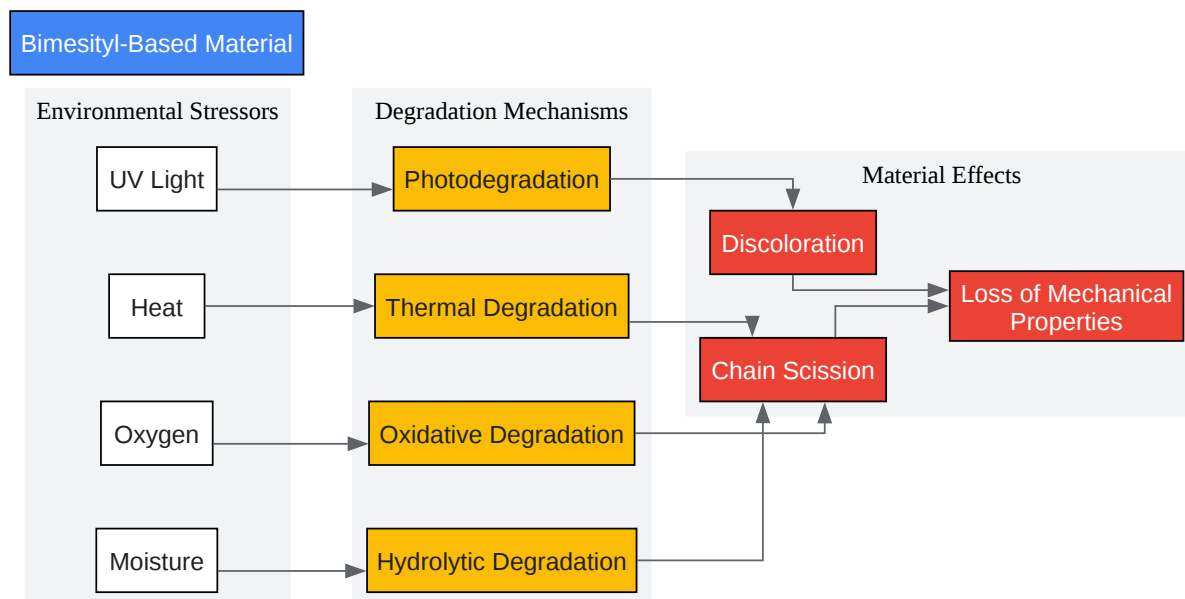 Bimesityl-Based Material
Environmental Stressors
UV Light
Heat
Oxygen
Moisture
Degradation Mechanisms
Photodegradation
Thermal Degradation
Oxidative Degradation
Hydrolytic Degradation
Material Effects
Discoloration
Chain Scission
Loss of Mechanical
Properties